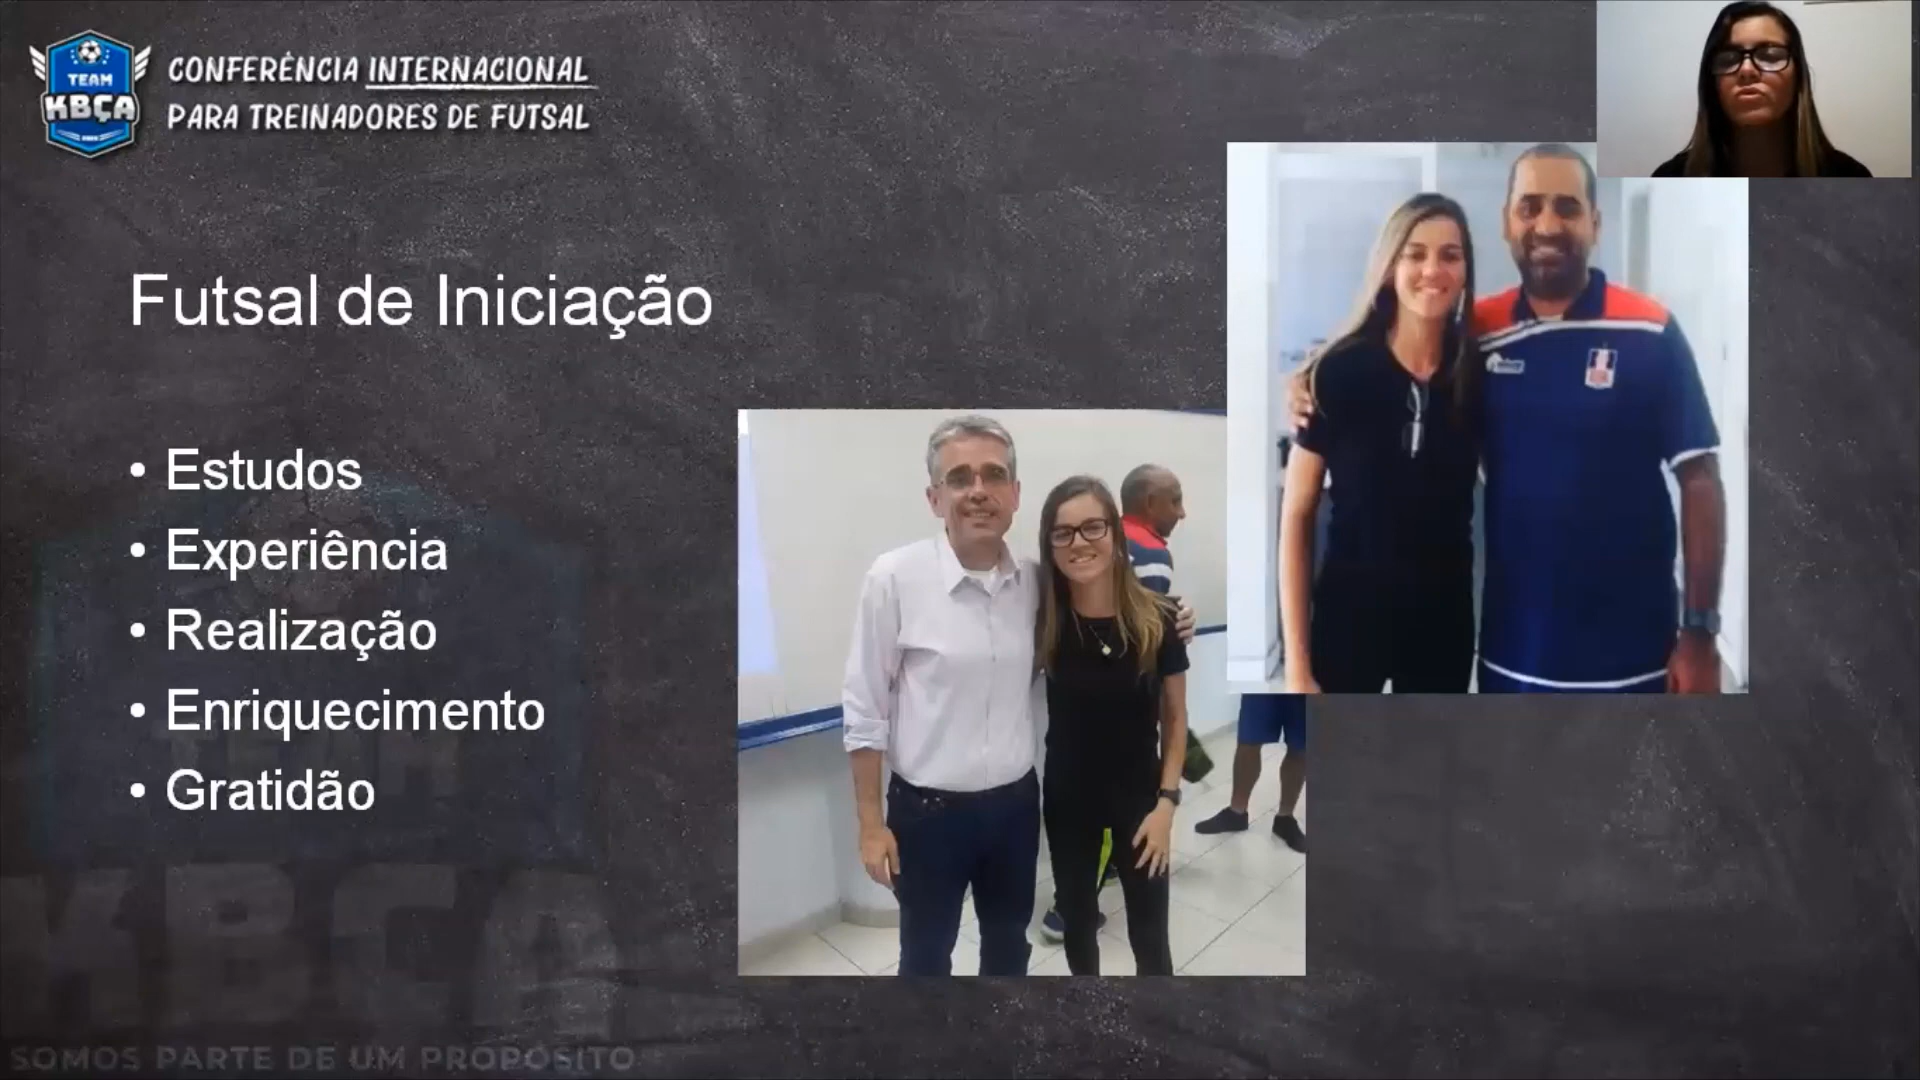 TEAM
KBÇA
CONFERÊNCIA INTERNACIONAL
PARA TREINADORES DE FUTSAL
Futsal de Iniciação
• Estudos
• Experiência
• Realização
• Enriquecimento
• Gratidão
KBÇA
SOMOS PARTE DE UM PROPÓSITO